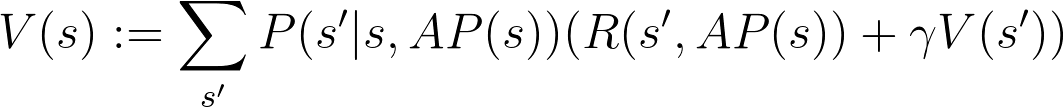 V(s) := ∑_{s′} P(s′|s, AP(s))(R(s′, AP(s)) + γV(s′))